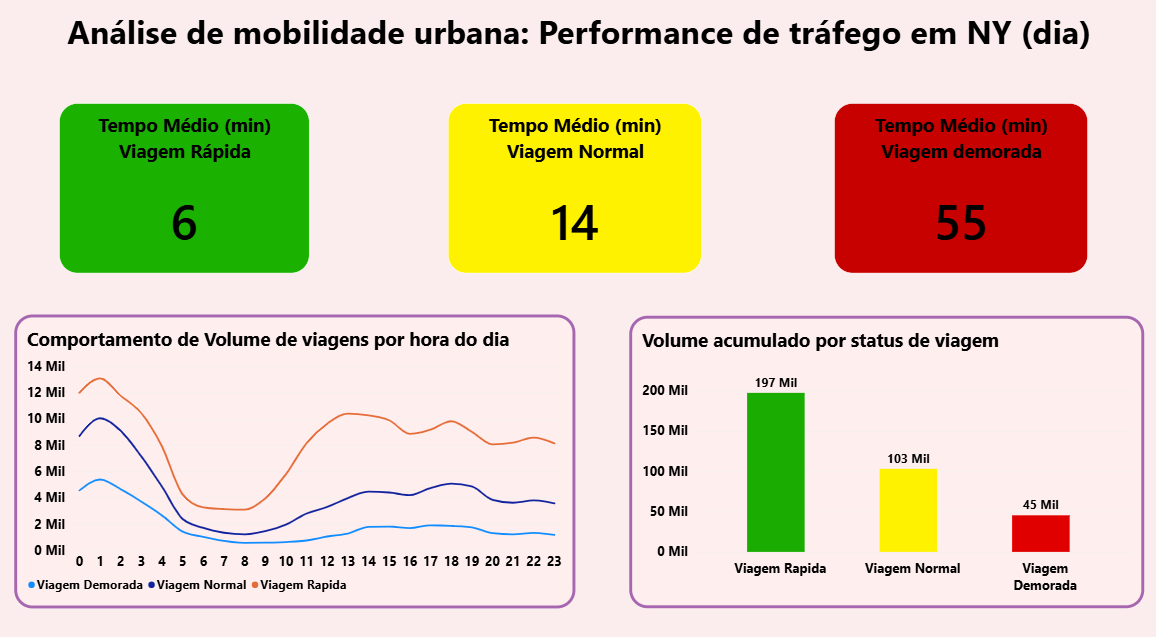 Análise de mobilidade urbana: Performance de tráfego em NY (dia)
Tempo Médio (min)
Viagem Rápida
6
Tempo Médio (min)
Viagem Normal
14
Tempo Médio (min)
Viagem demorada
55
Comportamento de Volume de viagens por hora do dia
14 Mil
12 Mil
10 Mil
8 Mil
6 Mil
4 Mil
2 Mil
0 Mil
0 1 2 3 4 5 6 7 8 9 10 11 12 13 14 15 16 17 18 19 20 21 22 23
Viagem Demorada Viagem Normal Viagem Rapida
Volume acumulado por status de viagem
200 Mil
150 Mil
100 Mil
50 Mil
0 Mil
197 Mil
103 Mil
45 Mil
Viagem Rapida
Viagem Normal
Viagem
Demorada